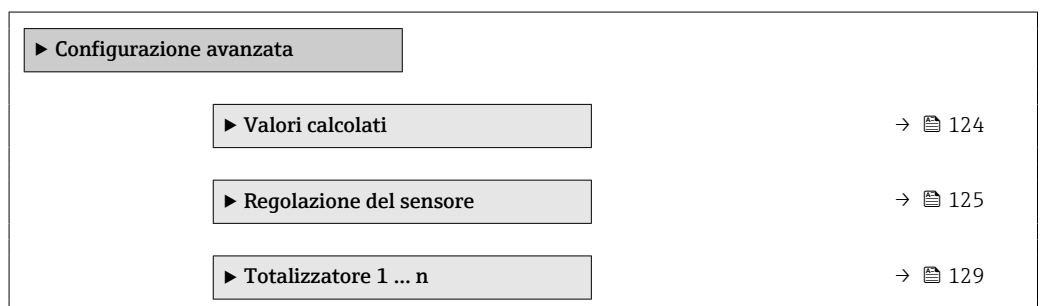 ▶ Configurazione avanzata
▶ Valori calcolati → 124
▶ Regolazione del sensore → 125
▶ Totalizzatore 1 … n → 129